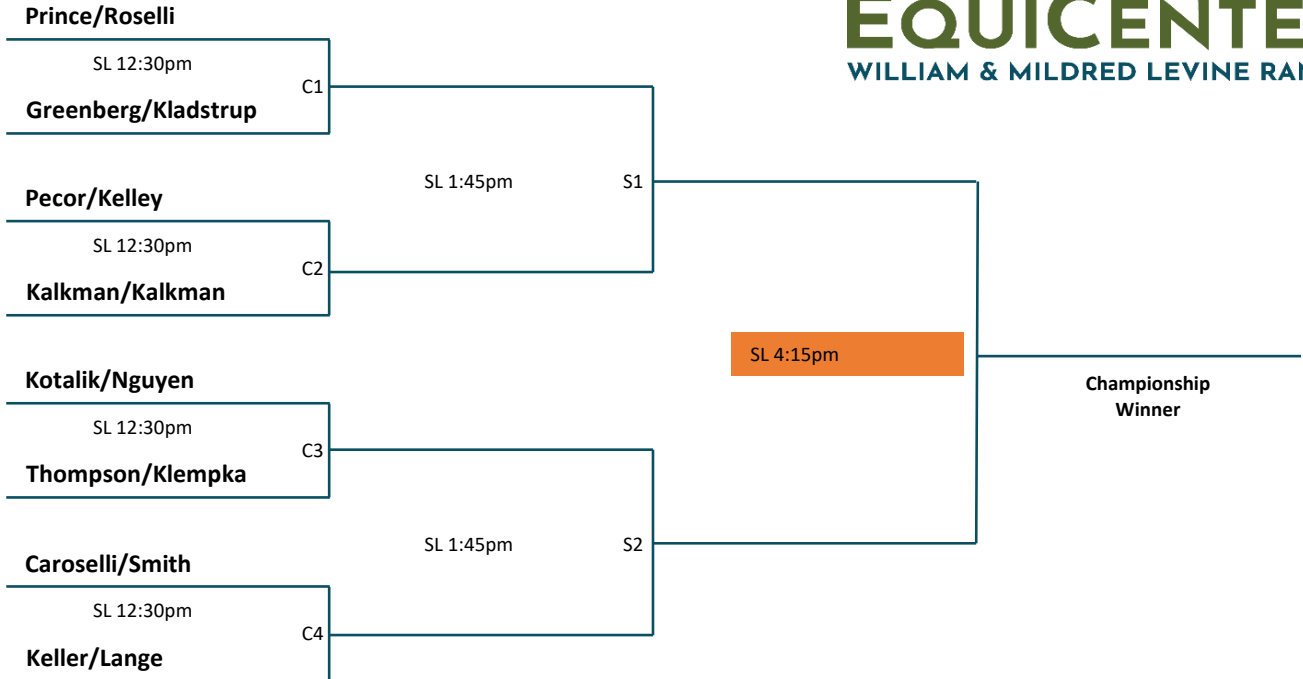 Prince/Roselli
EQUICENTE
WILLIAM & MILDRED LEVINE
SL 12:30pm
C1
Greenberg/Kladstrup
SL 1:45pm
S1
Pecor/Kelley
SL 12:30pm
C2
Kalkman/Kalkman
SL 4:15pm
Championship
Winner
Kotalik/Nguyen
SL 12:30pm
C3
Thompson/Klempka
SL 1:45pm
S2
Caroselli/Smith
SL 12:30pm
C4
Keller/Lange